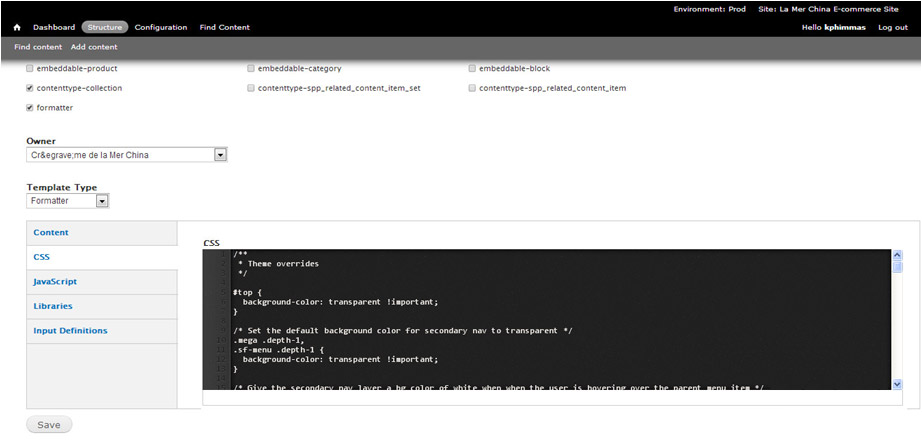 Environment: Prod Site: La Mer China E-commerce Site
Dashboard Structure Configuration Find Content Hello kphimmas Log out
Find content Add content
embeddable-product embeddable-category embeddable-block
contenttype-collection contenttype-spp_related_content_item_set contenttype-spp_related_content_item
formatter
Owner
Cr&egrave;me de la Mer China
Template Type
Formatter
Content
CSS
JavaScript
Libraries
Input Definitions
CSS
/**
* Theme overrides
*/
#top {
background-color: transparent !important;
}
/* Set the default background color for secondary nav to transparent */
.mega .depth-1,
.sf-menu .depth-1 {
background-color: transparent !important;
}
/* Give the secondary nav layer a bg color of white when when the user is hovering over the parent menu item */
Save